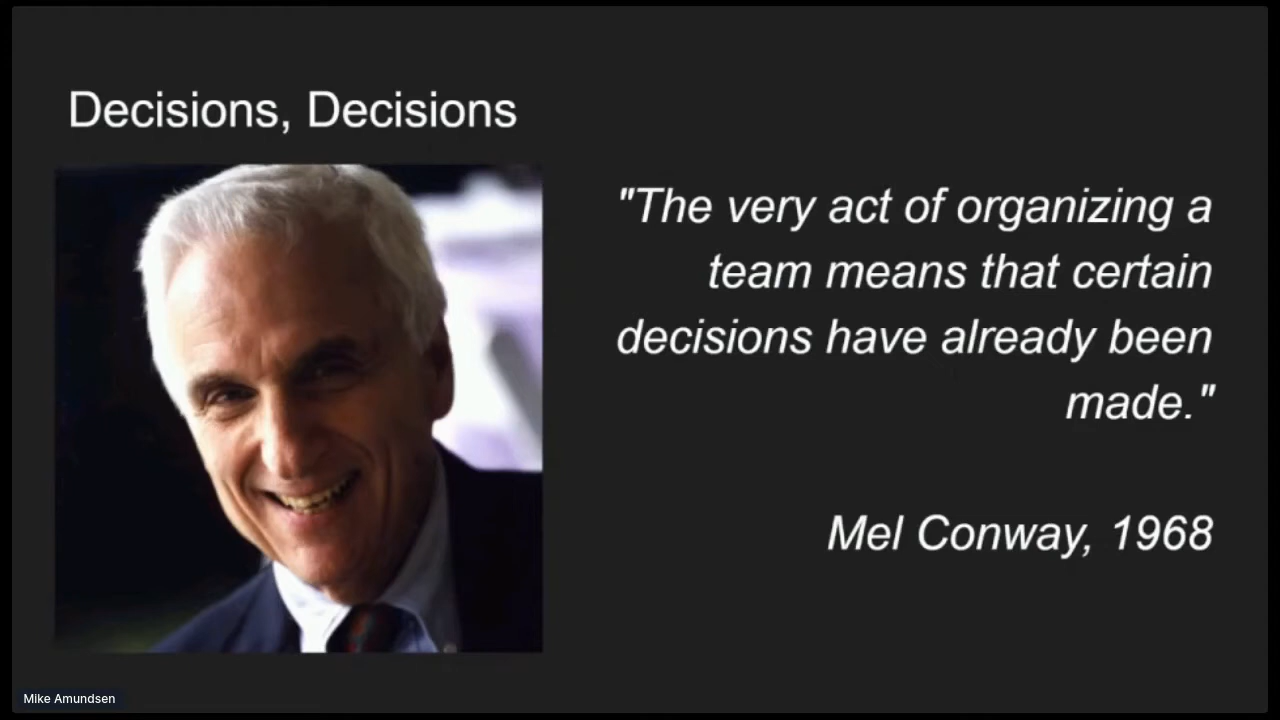 Decisions, Decisions
"The very act of organizing a
team means that certain
decisions have already been
made."
Mel Conway, 1968
Mike Amundsen